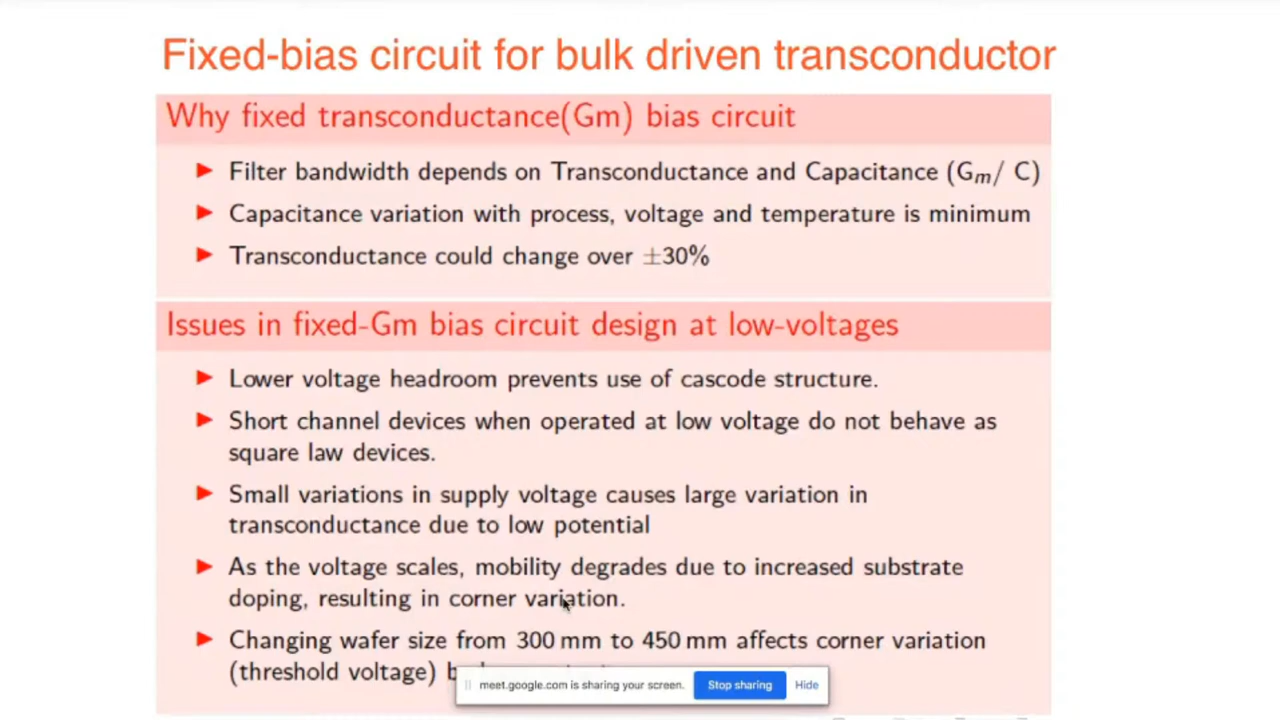 Fixed-bias circuit for bulk driven transconductor
Why fixed transconductance(Gm) bias circuit
Filter bandwidth depends on Transconductance and Capacitance (Gm/ C)
Capacitance variation with process, voltage and temperature is minimum
Transconductance could change over ±30%
Issues in fixed-Gm bias circuit design at low-voltages
Lower voltage headroom prevents use of cascode structure.
Short channel devices when operated at low voltage do not behave as
square law devices.
Small variations in supply voltage causes large variation in
transconductance due to low potential
As the voltage scales, mobility degrades due to increased substrate
doping, resulting in corner variation.
Changing wafer size from 300 mm to 450 mm affects corner variation
(threshold voltage)
meet.google.com is sharing your screen. Stop sharing Hide